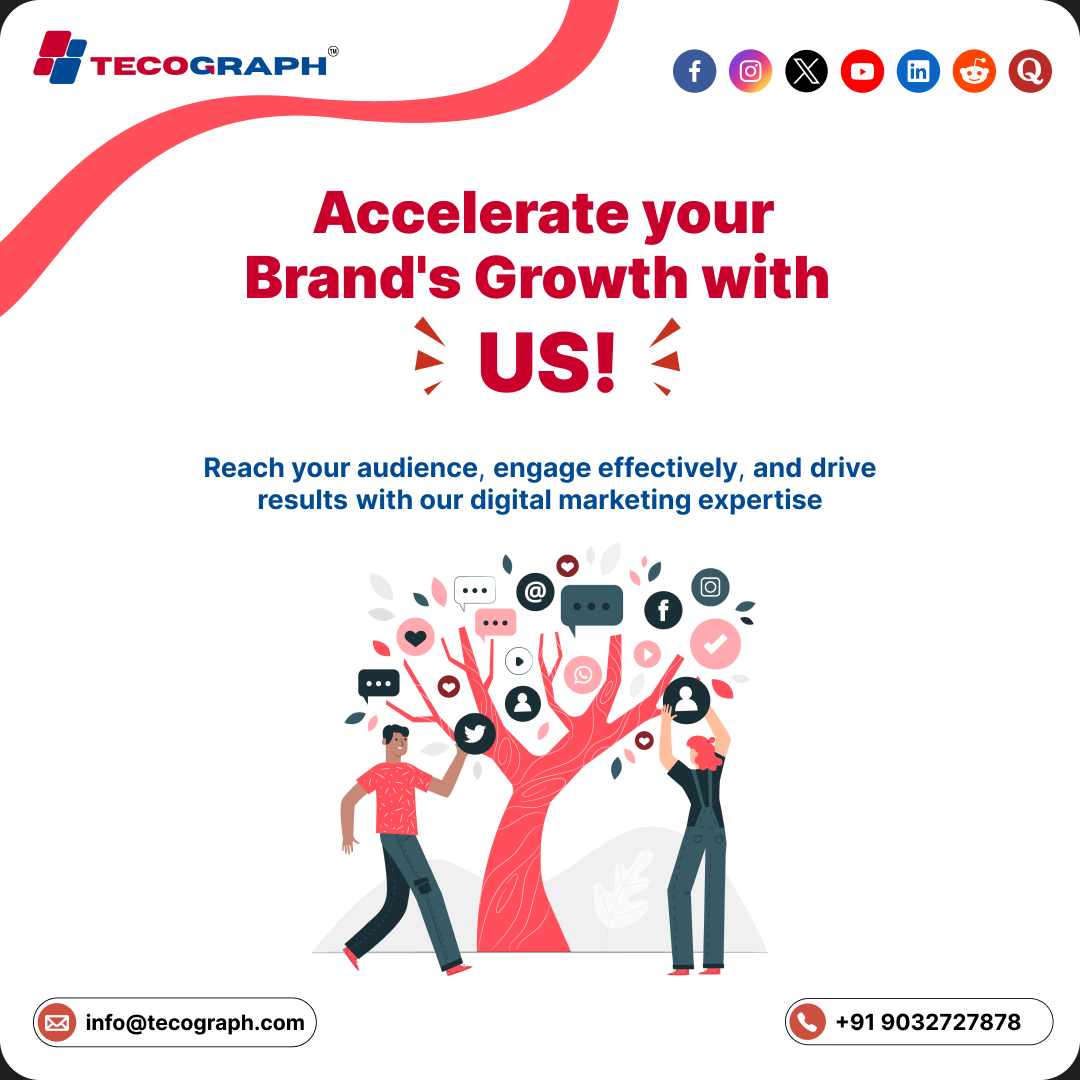 TECOGRAPH™
Accelerate your
Brand's Growth with
US!
Reach your audience, engage effectively, and drive
results with our digital marketing expertise
info@tecograph.com
+91 9032727878